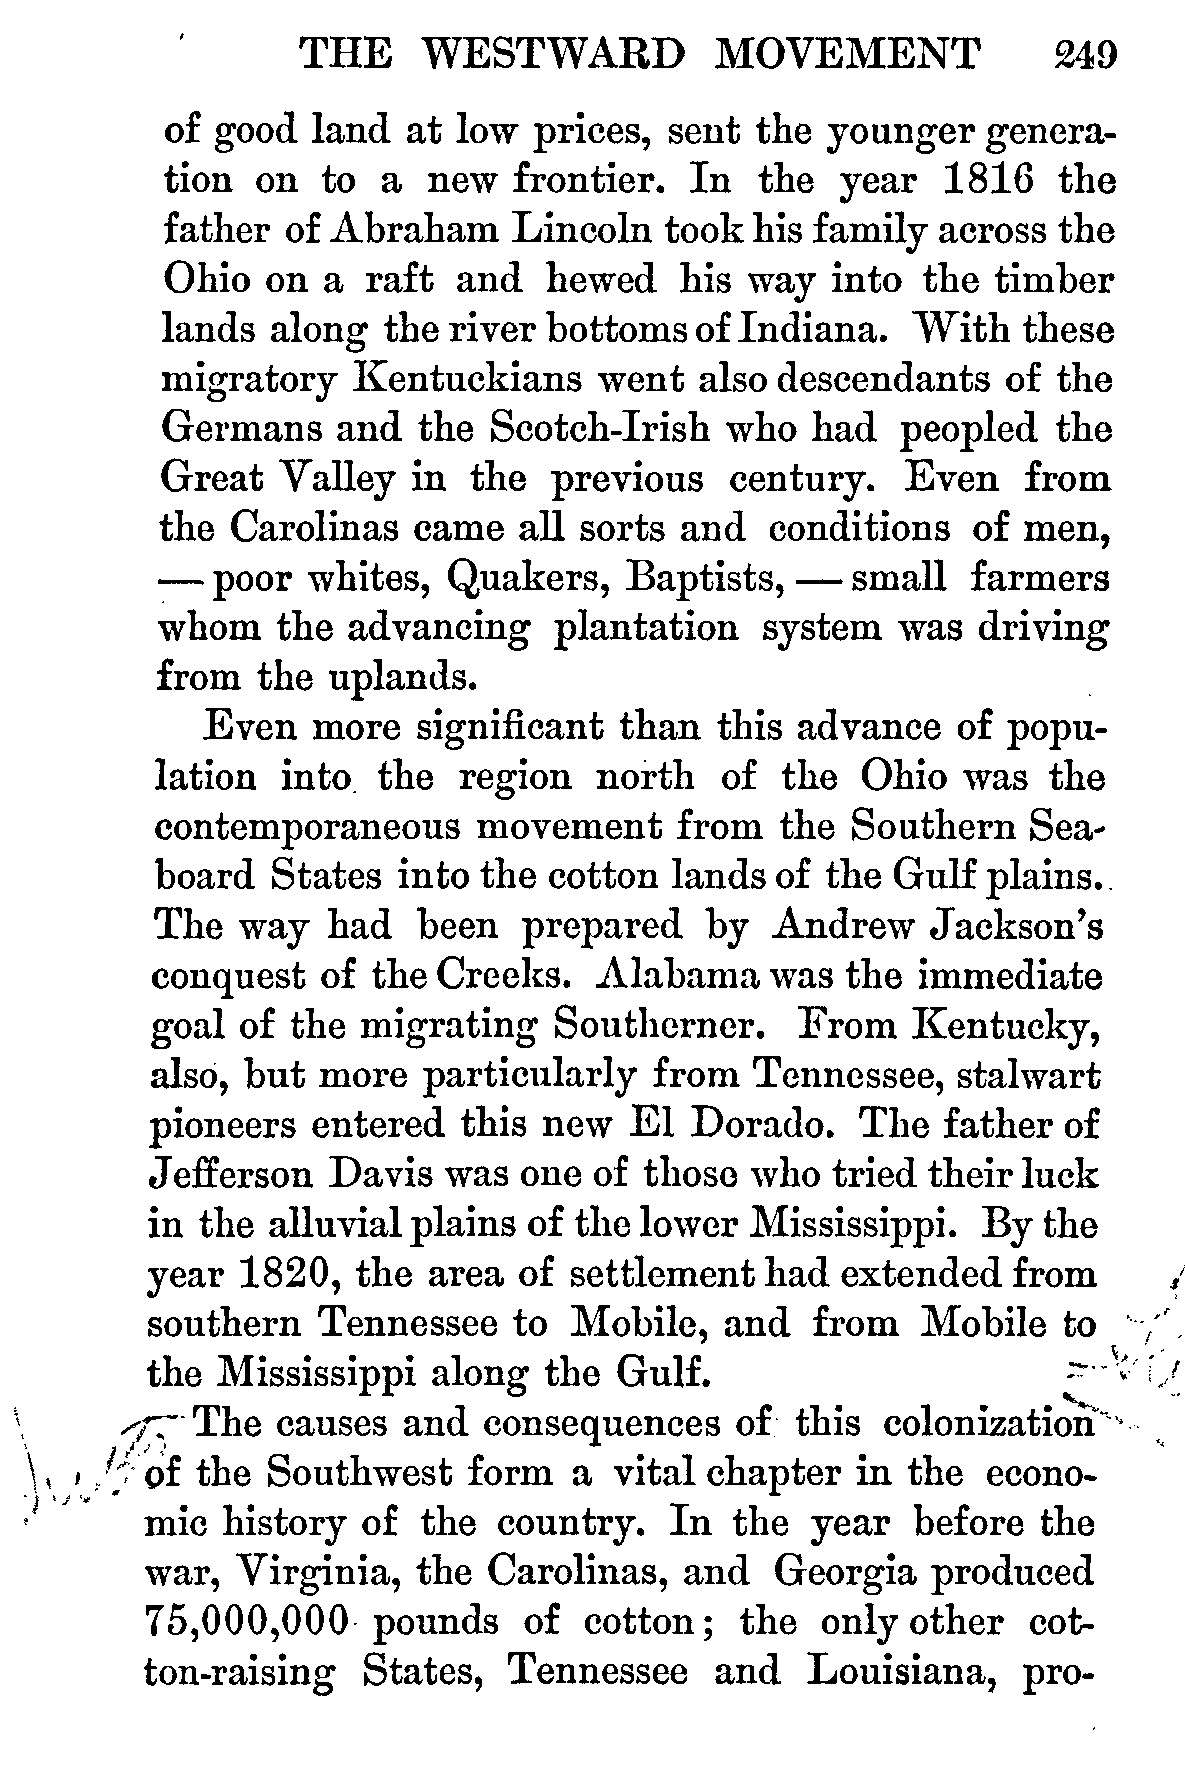 THE WESTWARD MOVEMENT 249
of good land at low prices, sent the younger genera-
tion on to a new frontier. In the year 1816 the
father of Abraham Lincoln took his family across the
Ohio on a raft and hewed his way into the timber
lands along the river bottoms of Indiana. With these
migratory Kentuckians went also descendants of the
Germans and the Scotch-Irish who had peopled the
Great Valley in the previous century. Even from
the Carolinas came all sorts and conditions of men,
— poor whites, Quakers, Baptists, — small farmers
whom the advancing plantation system was driving
from the uplands.
Even more significant than this advance of popu-
lation into the region north of the Ohio was the
contemporaneous movement from the Southern Sea-
board States into the cotton lands of the Gulf plains.
The way had been prepared by Andrew Jackson's
conquest of the Creeks. Alabama was the immediate
goal of the migrating Southerner. From Kentucky,
also, but more particularly from Tennessee, stalwart
pioneers entered this new El Dorado. The father of
Jefferson Davis was one of those who tried their luck
in the alluvial plains of the lower Mississippi. By the
year 1820, the area of settlement had extended from
southern Tennessee to Mobile, and from Mobile to
the Mississippi along the Gulf.
The causes and consequences of this colonization
of the Southwest form a vital chapter in the econo-
mic history of the country. In the year before the
war, Virginia, the Carolinas, and Georgia produced
75,000,000 pounds of cotton; the only other cot-
ton-raising States, Tennessee and Louisiana, pro-